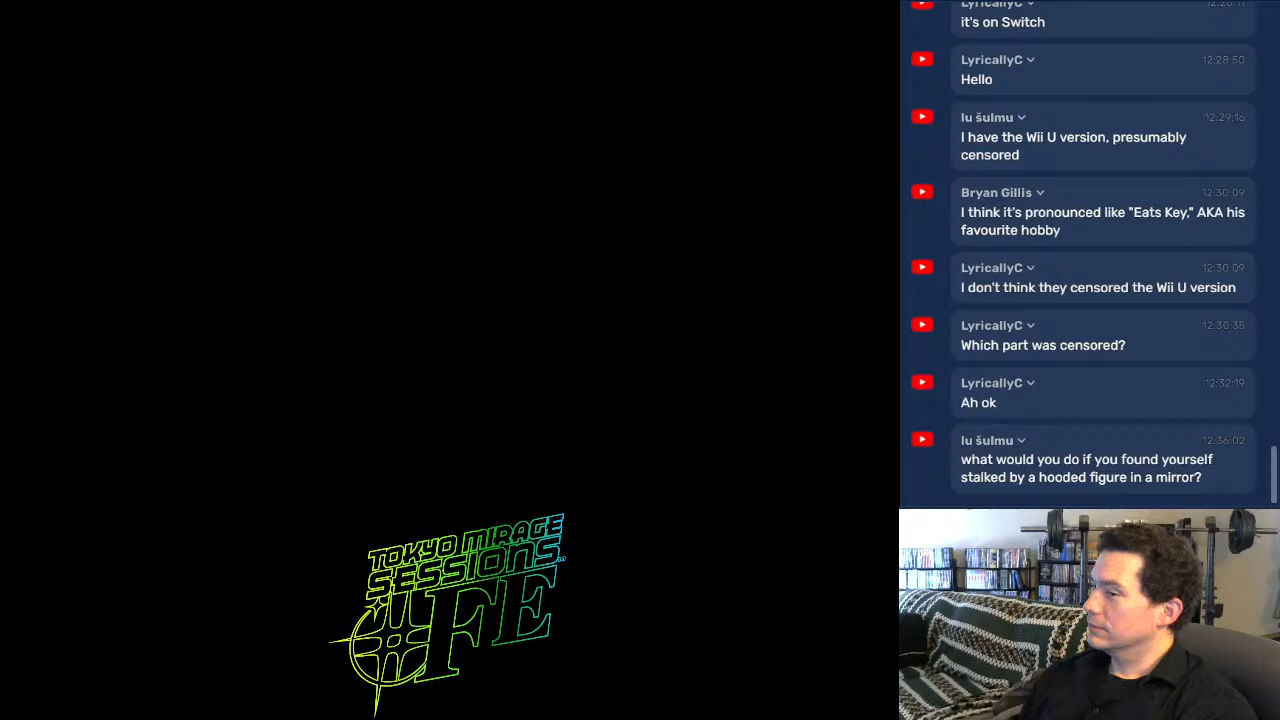 LyricallyC
it's on Switch
LyricallyC 12:28:50
Hello
lu šulmu 12:29:16
I have the Wii U version, presumably
censored
Bryan Gillis 12:30:09
I think it's pronounced like "Eats Key," AKA his
favourite hobby
LyricallyC 12:30:09
I don't think they censored the Wii U version
LyricallyC 12:30:35
Which part was censored?
LyricallyC 12:32:19
Ah ok
lu šulmu 12:36:02
what would you do if you found yourself
stalked by a hooded figure in a mirror?
TOKYO MIRAGE
SESSIONS
#FE